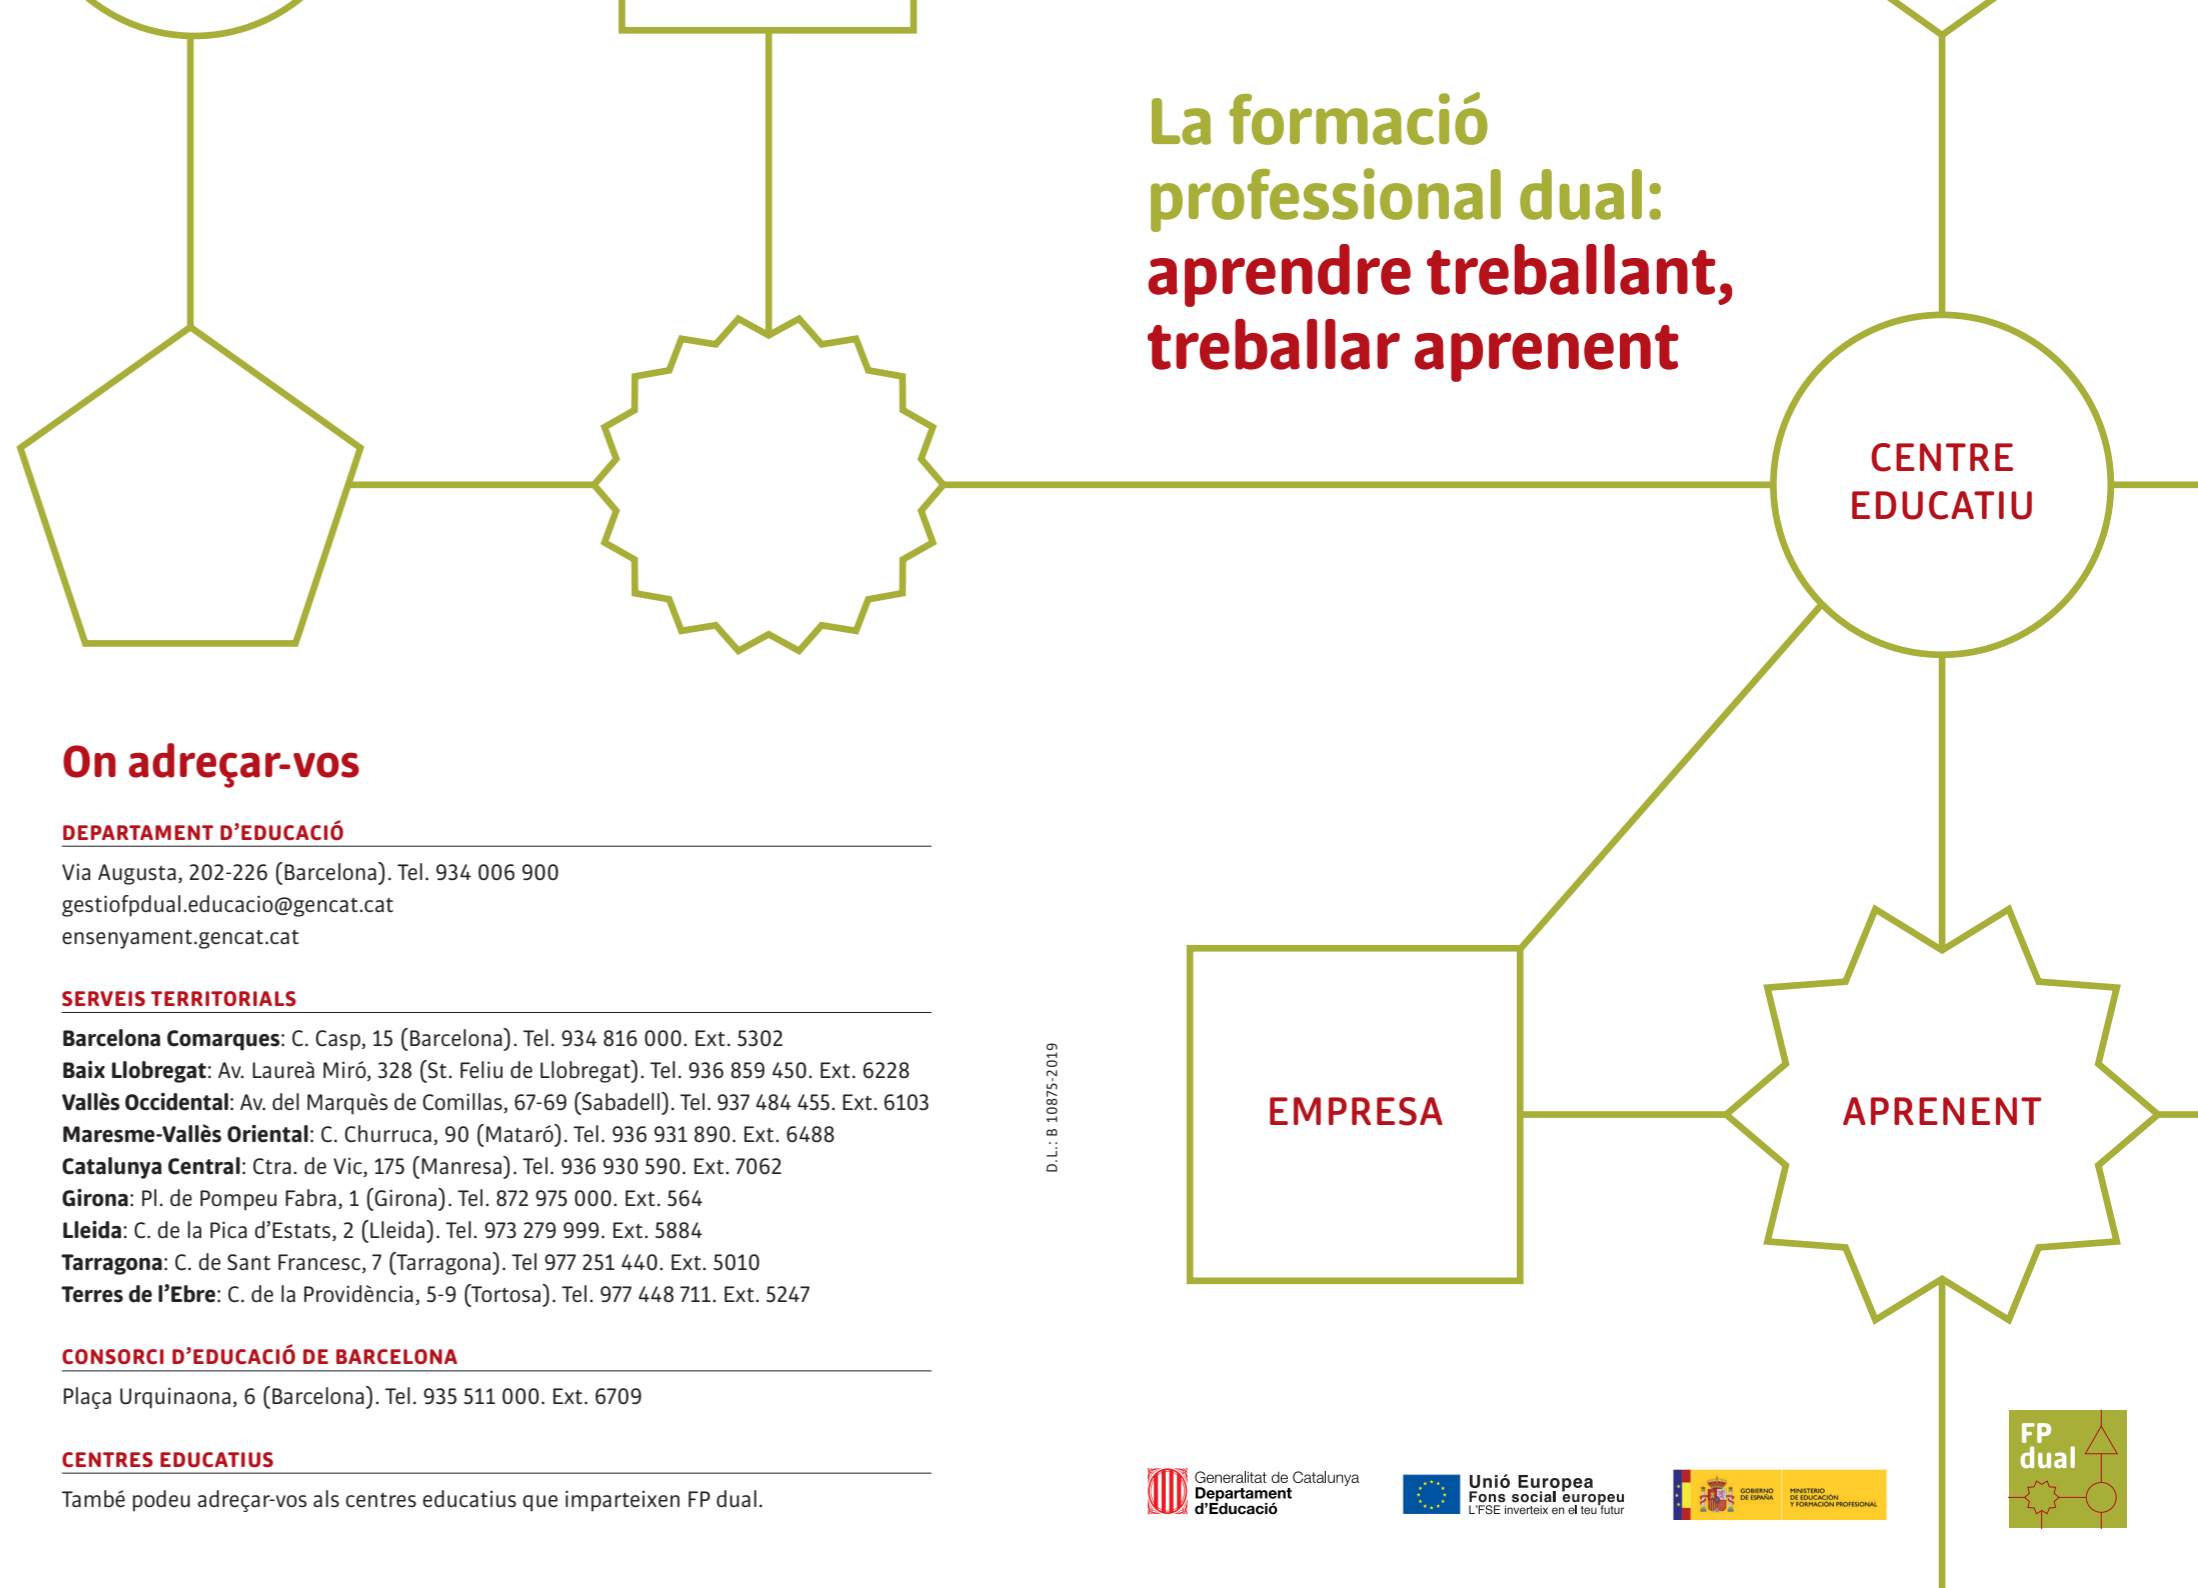 On adreçar-vos
DEPARTAMENT D’EDUCACIÓ
Via Augusta, 202-226 (Barcelona). Tel. 934 006 900
gestiofpdual.educacio@gencat.cat
ensenyament.gencat.cat
SERVEIS TERRITORIALS
Barcelona Comarques: C. Casp, 15 (Barcelona). Tel. 934 816 000. Ext. 5302
Baix Llobregat: Av. Laureà Miró, 328 (St. Feliu de Llobregat). Tel. 936 859 450. Ext. 6228
Vallès Occidental: Av. del Marquès de Comillas, 67-69 (Sabadell). Tel. 937 484 455. Ext. 6103
Maresme-Vallès Oriental: C. Churruca, 90 (Mataró). Tel. 936 931 890. Ext. 6488
Catalunya Central: Ctra. de Vic, 175 (Manresa). Tel. 936 930 590. Ext. 7062
Girona: Pl. de Pompeu Fabra, 1 (Girona). Tel. 872 975 000. Ext. 564
Lleida: C. de la Pica d’Estats, 2 (Lleida). Tel. 973 279 999. Ext. 5884
Tarragona: C. de Sant Francesc, 7 (Tarragona). Tel 977 251 440. Ext. 5010
Terres de l’Ebre: C. de la Providència, 5-9 (Tortosa). Tel. 977 448 711. Ext. 5247
CONSORCI D’EDUCACIÓ DE BARCELONA
Plaça Urquinaona, 6 (Barcelona). Tel. 935 511 000. Ext. 6709
CENTRES EDUCATIUS
També podeu adreçar-vos als centres educatius que imparteixen FP dual.
D.L.: B 10875-2019
La formació
professional dual:
aprendre treballant,
treballar aprenent
CENTRE
EDUCATIU
EMPRESA
APRENENT
Generalitat de Catalunya
Departament
d’Educació
Unió Europea
Fons social europeu
L’FSE inverteix en el teu futur
GOBIERNO
DE ESPAÑA
MINISTERIO
DE EDUCACIÓN
Y FORMACIÓN PROFESIONAL
FP
dual